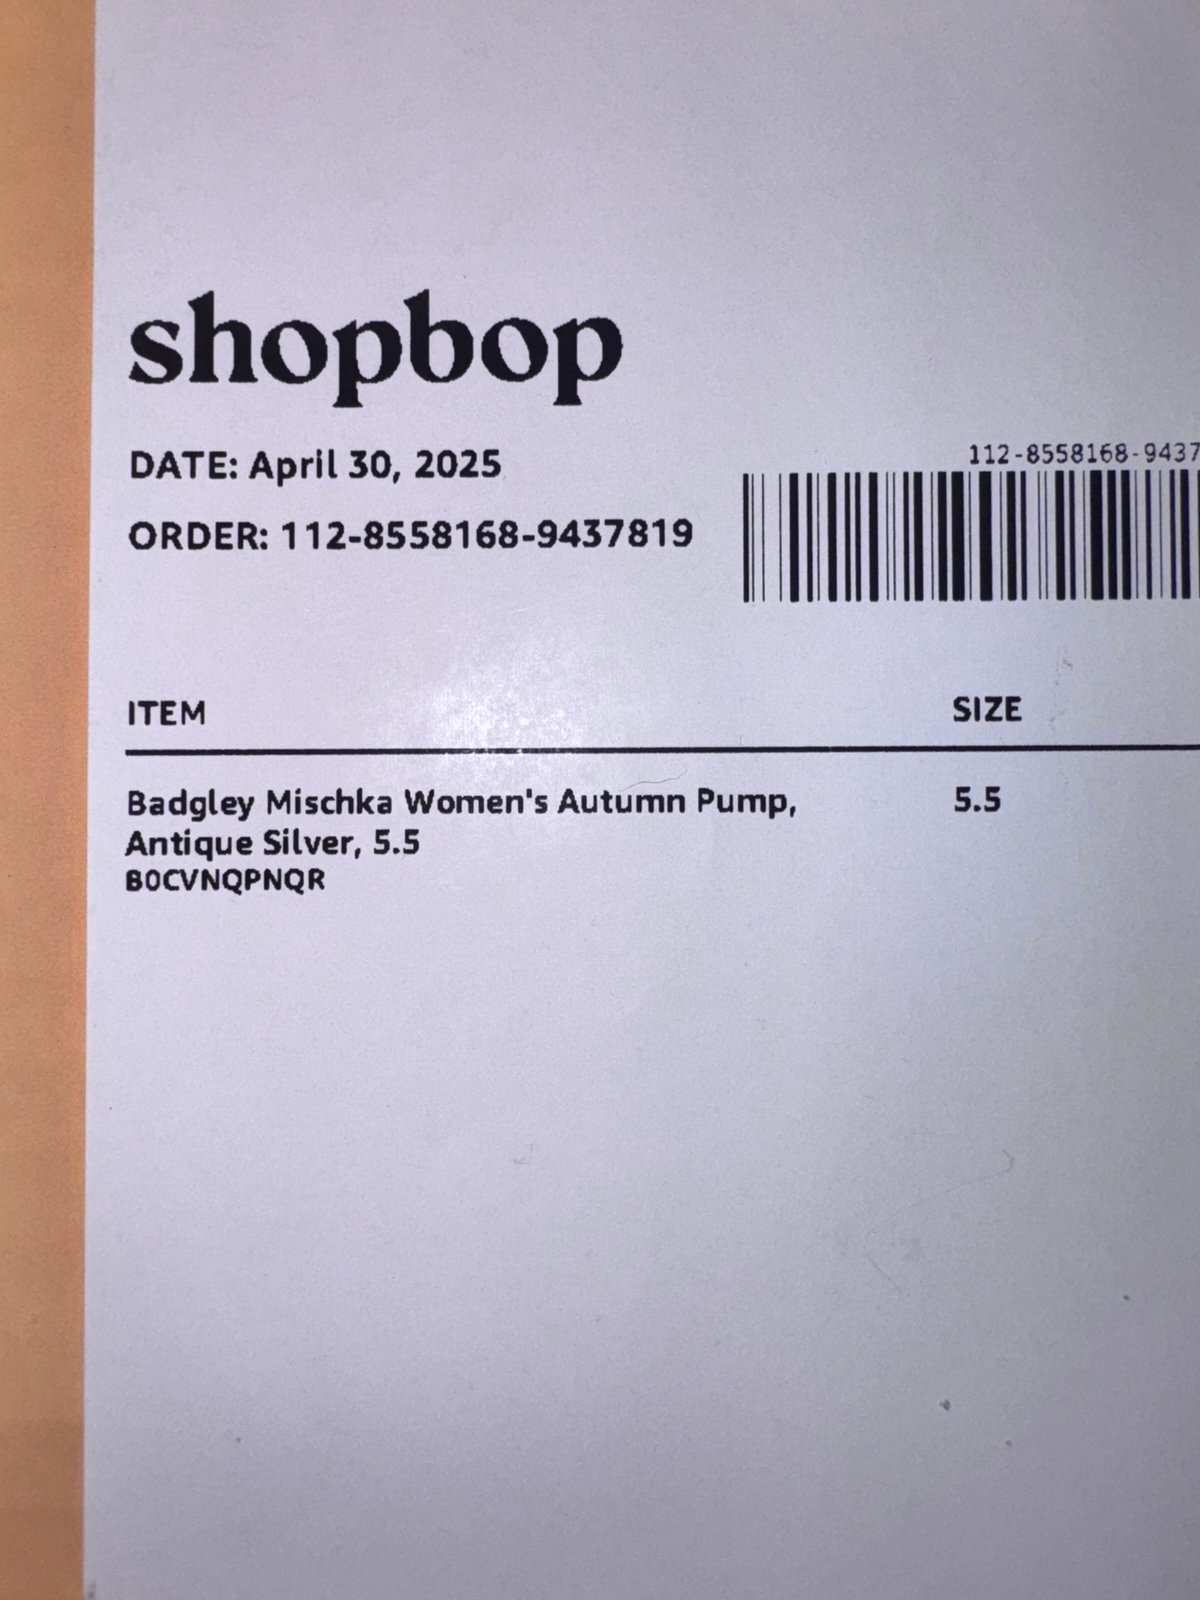 shopbop
DATE: April 30, 2025
112-8558168-9437
ORDER: 112-8558168-9437819
ITEM SIZE
Badgley Mischka Women's Autumn Pump, 5.5
Antique Silver, 5.5
B0CVNQPNQR